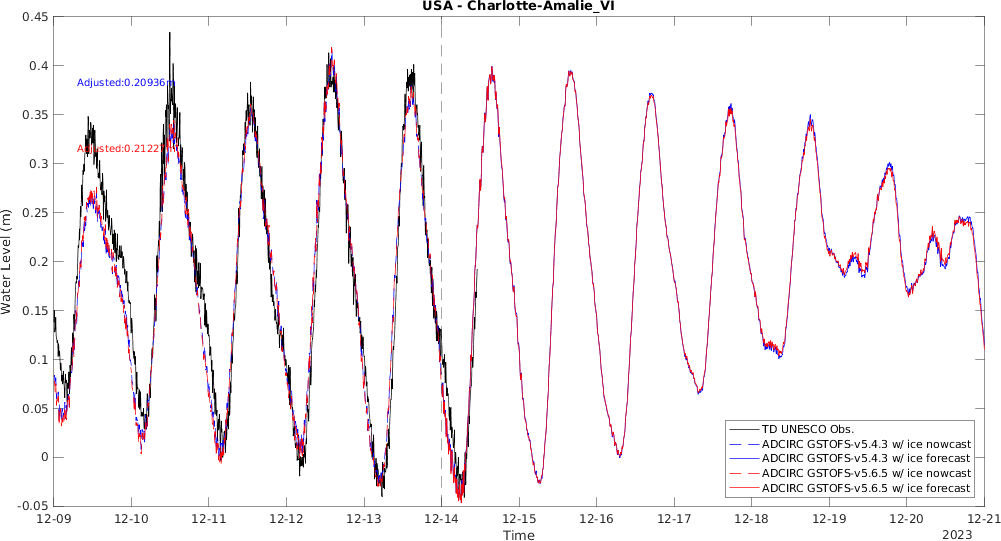 USA - Charlotte-Amalie_VI
0.45
0.4
0.35
0.3
0.25
0.2
0.15
0.1
0.05
0
-0.05
Water Level (m)
Adjusted:0.20936m
Adjusted:0.2122
TD UNESCO Obs.
ADCIRC GSTOFS-v5.4.3 w/ ice nowcast
ADCIRC GSTOFS-v5.4.3 w/ ice forecast
ADCIRC GSTOFS-v5.6.5 w/ ice nowcast
ADCIRC GSTOFS-v5.6.5 w/ ice forecast
12-09 12-10 12-11 12-12 12-13 12-14 12-15 12-16 12-17 12-18 12-19 12-20 12-21
Time
2023